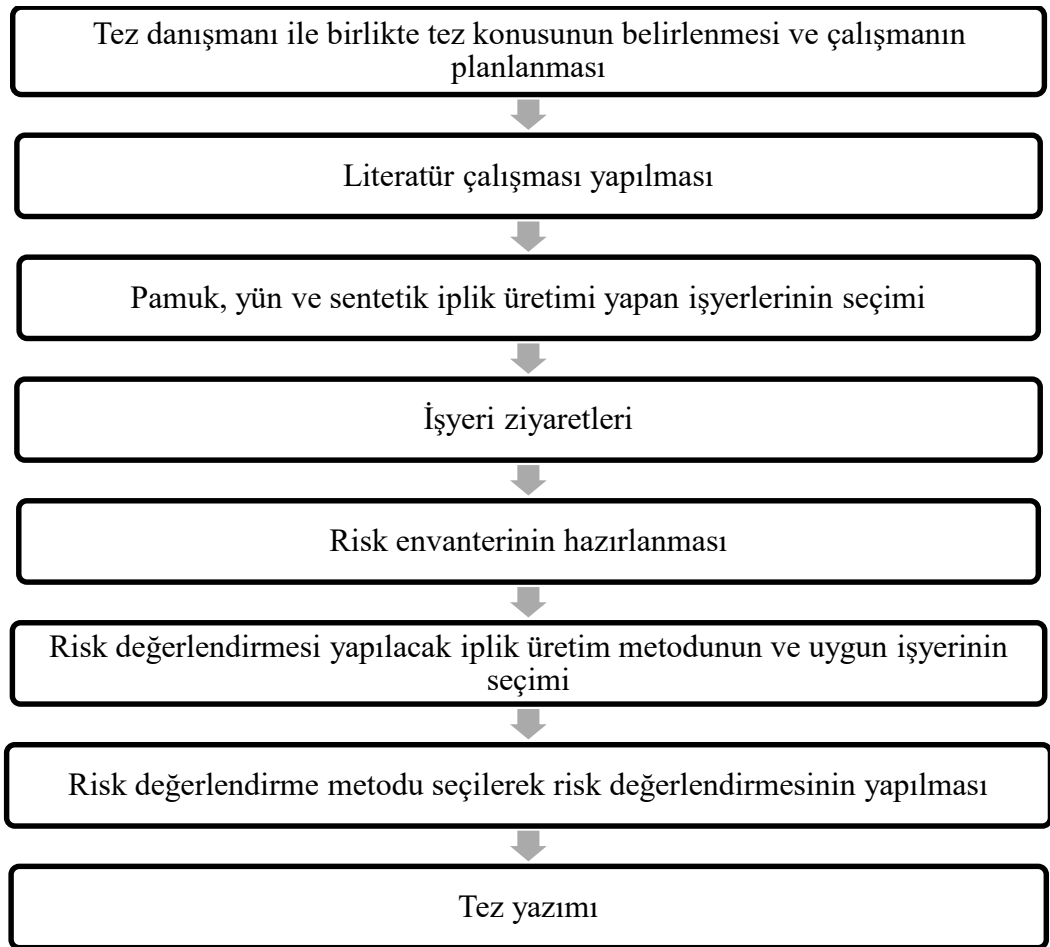 Tez danışmanı ile birlikte tez konusunun belirlenmesi ve çalışmanın
planlanması
Literatür çalışması yapılması
Pamuk, yün ve sentetik iplik üretimi yapan işyerlerinin seçimi
İşyeri ziyaretleri
Risk envanterinin hazırlanması
Risk değerlendirmesi yapılacak iplik üretim metodunun ve uygun işyerinin
seçimi
Risk değerlendirme metodu seçilerek risk değerlendirmesinin yapılması
Tez yazımı